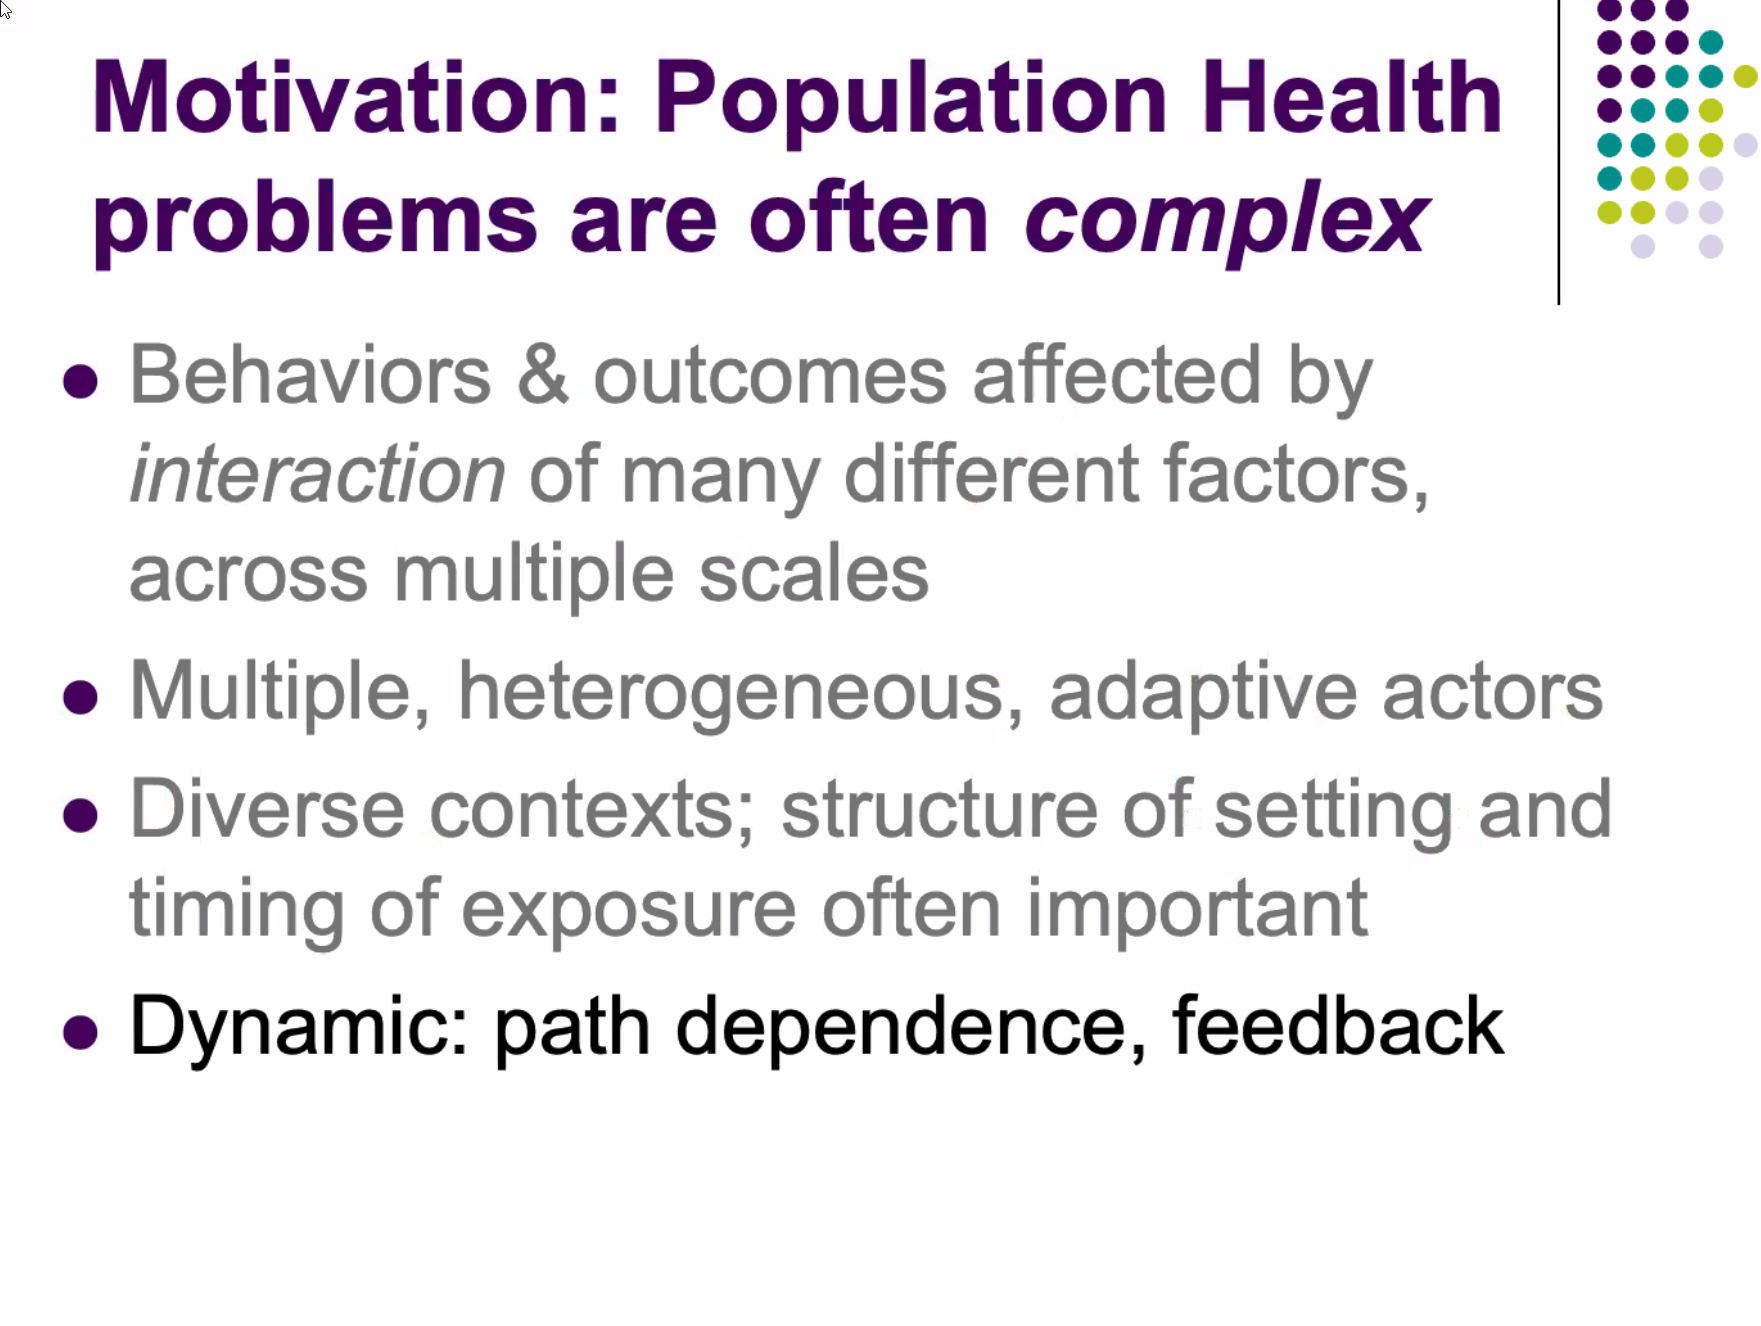 Motivation: Population Health
problems are often complex
Behaviors & outcomes affected by
interaction of many different factors,
across multiple scales
Multiple, heterogeneous, adaptive actors
Diverse contexts; structure of setting and
timing of exposure often important
Dynamic: path dependence, feedback